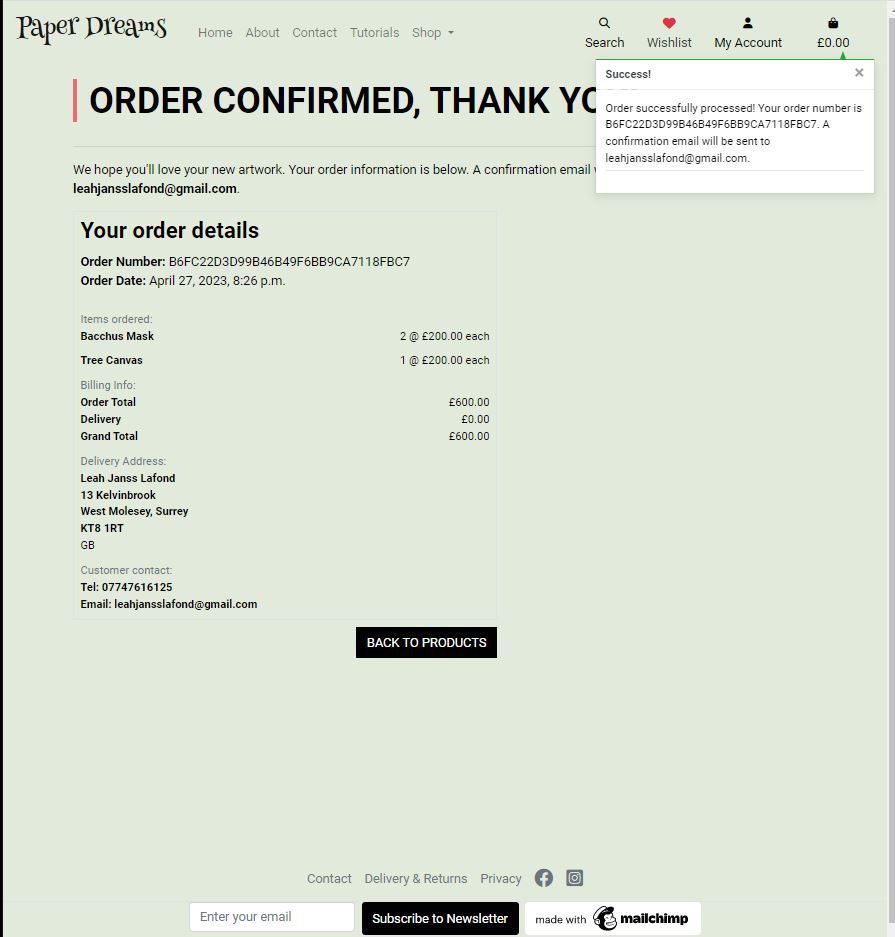 Paper Dreams
Home About Contact Tutorials Shop
Search Wishlist My Account £0.00
ORDER CONFIRMED, THANK
Success!
×
Order successfully processed! Your order number is
B6FC22D3D99B46B49F6BB9CA7118FBC7. A
confirmation email will be sent to
leahjansslafond@gmail.com.
We hope you'll love your new artwork. Your order information is below. A confirmation email
leahjansslafond@gmail.com.
Your order details
Order Number: B6FC22D3D99B46B49F6BB9CA7118FBC7
Order Date: April 27, 2023, 8:26 p.m.
Items ordered:
Bacchus Mask 2 @ £200.00 each
Tree Canvas 1 @ £200.00 each
Billing Info:
Order Total £600.00
Delivery £0.00
Grand Total £600.00
Delivery Address:
Leah Janss Lafond
13 Kelvinbrook
West Molesey, Surrey
KT8 1RT
GB
Customer contact:
Tel: 07747616125
Email: leahjansslafond@gmail.com
BACK TO PRODUCTS
Contact Delivery & Returns Privacy
Enter your email Subscribe to Newsletter made with mailchimp